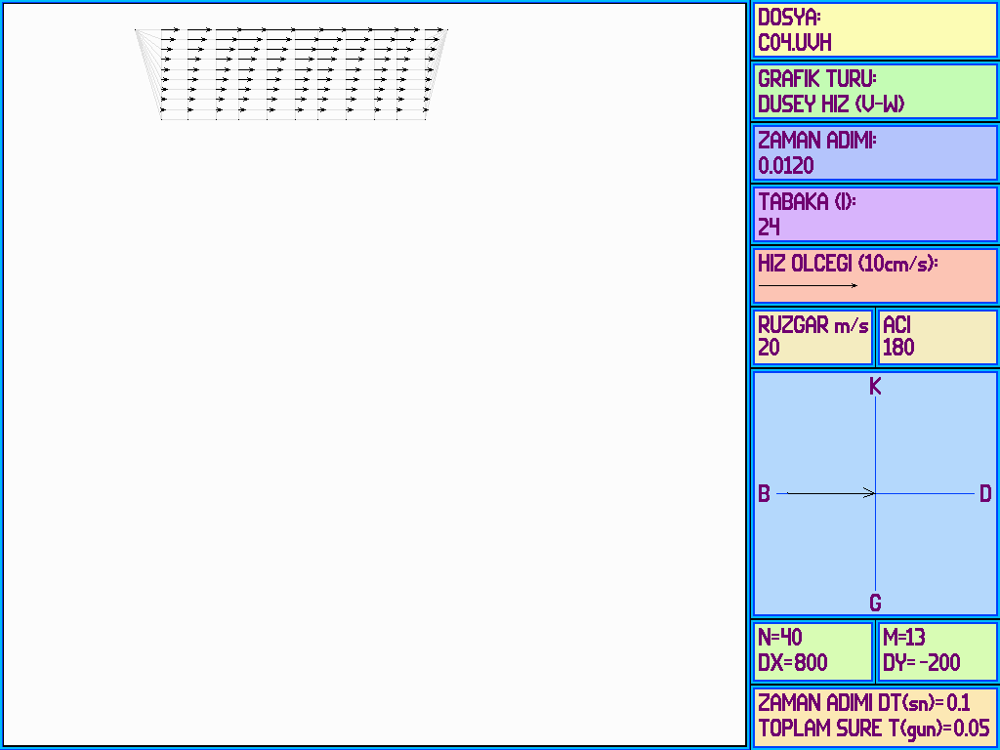 DOSYA:
C04.UVH
GRAFIK TURU:
DUSEY HIZ (V-W)
ZAMAN ADIMI:
0.0120
TABAKA (I):
24
HIZ OLCEGI (10cm/s):
RUZGAR m/s
20
ACI
180
K
B
D
G
N=40
DX=800
M=13
DY=-200
ZAMAN ADIMI DT(sn)=0.1
TOPLAM SURE T(gun)=0.05